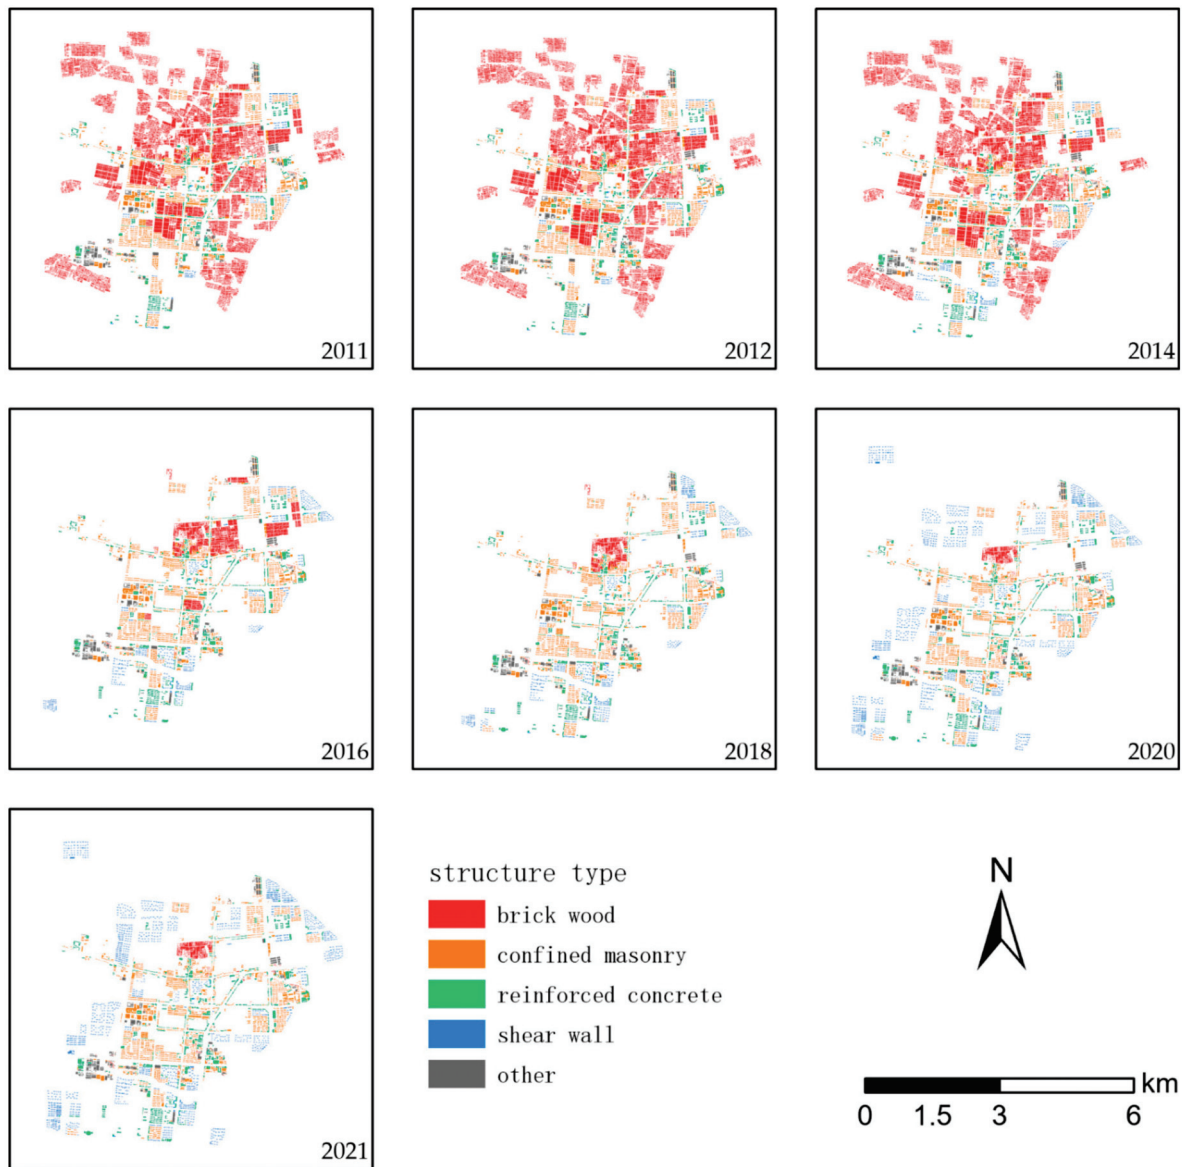 2011
2012
2014
2016
2018
2020
2021
structure type
brick wood
confined masonry
reinforced concrete
shear wall
other
N
km
0 1.5 3 6